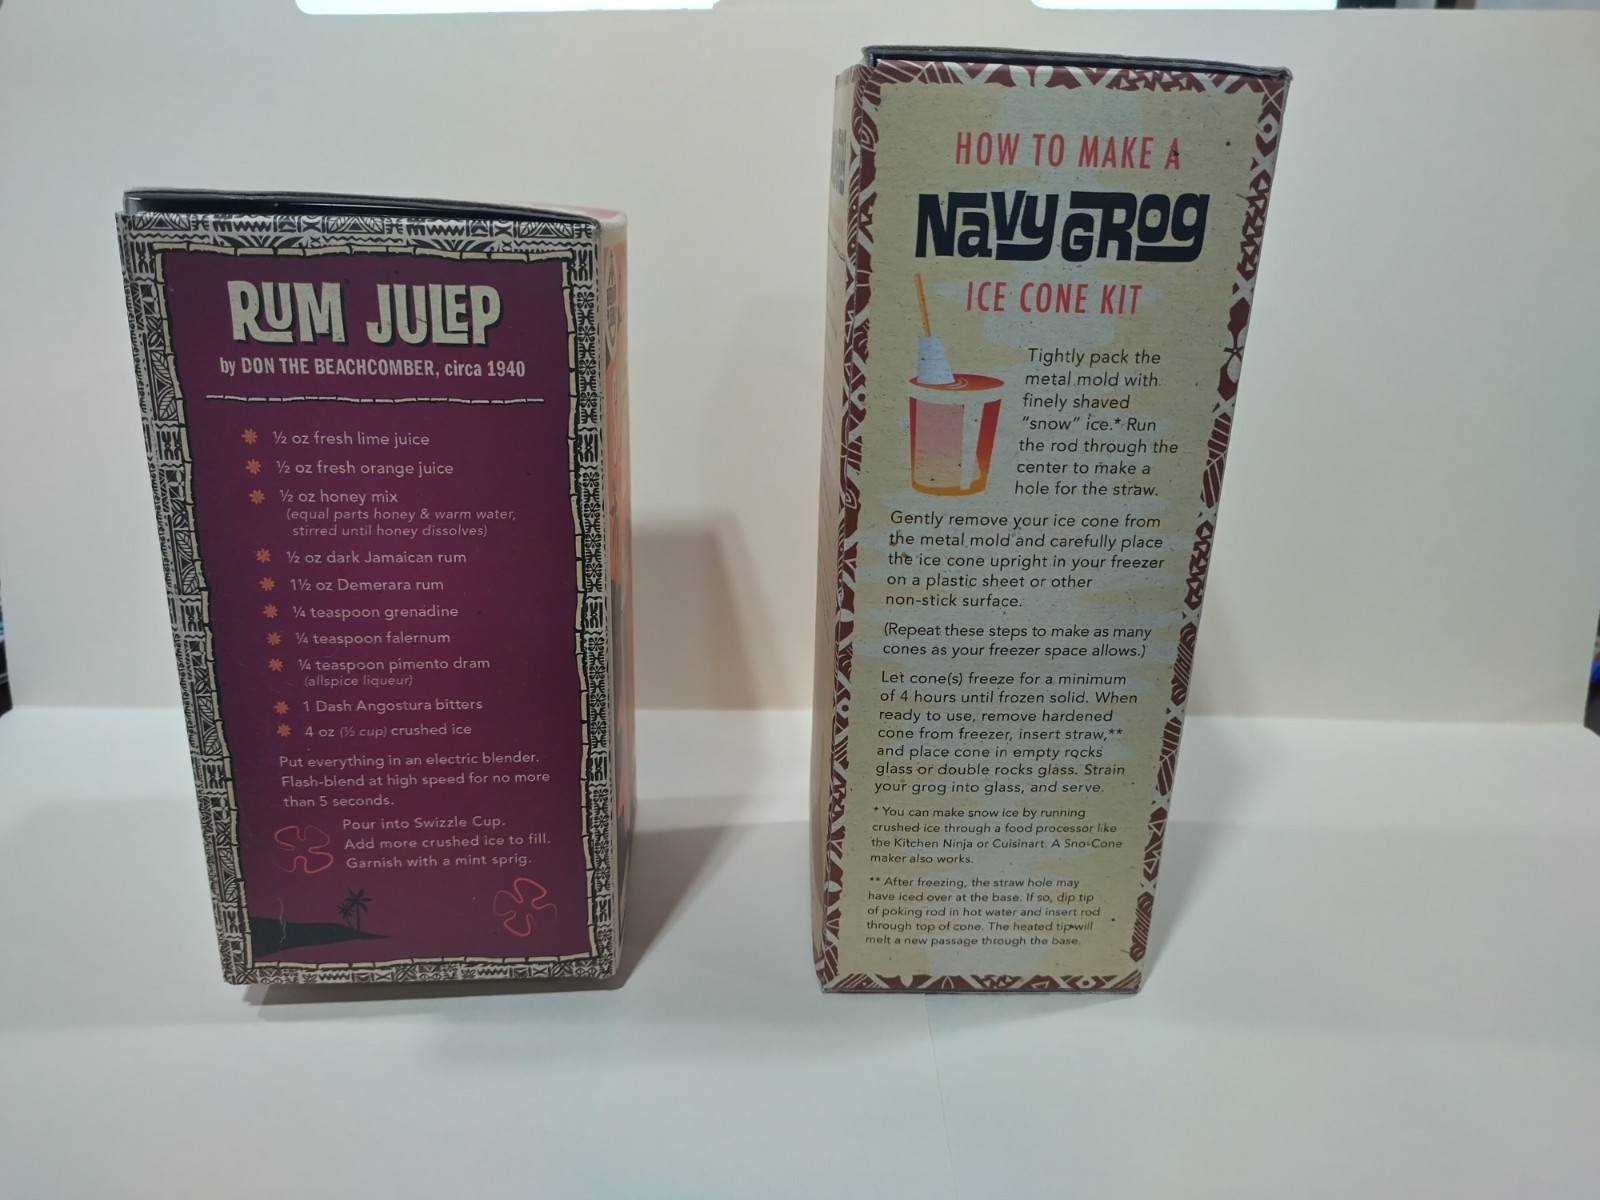 RUM JULEP
by DON THE BEACHCOMBER, circa 1940
½ oz fresh lime juice
½ oz fresh orange juice
½ oz honey mix
(equal parts honey & warm water,
stirred until honey dissolves)
½ oz dark Jamaican rum
1½ oz Demerara rum
¼ teaspoon grenadine
¼ teaspoon falernum
¼ teaspoon pimento dram
(allspice liqueur)
1 Dash Angostura bitters
4 oz (½ cup) crushed ice
Put everything in an electric blender.
Flash-blend at high speed for no more
than 5 seconds.
Pour into Swizzle Cup.
Add more crushed ice to fill.
Garnish with a mint sprig.
HOW TO MAKE A
NAVY GROG
ICE CONE KIT
Tightly pack the
metal mold with
finely shaved
“snow” ice.* Run
the rod through the
center to make a
hole for the straw.
Gently remove your ice cone from
the metal mold and carefully place
the ice cone upright in your freezer
on a plastic sheet or other
non-stick surface.
(Repeat these steps to make as many
cones as your freezer space allows.)
Let cone(s) freeze for a minimum
of 4 hours until frozen solid. When
ready to use, remove hardened
cone from freezer, insert straw,**
and place cone in empty rocks
glass or double rocks glass. Strain
your grog into glass, and serve.
* You can make snow ice by running
crushed ice through a food processor like
the Kitchen Ninja or Cuisinart. A Sno-Cone
maker also works.
** After freezing, the straw hole may
have iced over at the base. If so, dip tip
of poking rod in hot water and insert rod
through top of cone. The heated tip will
melt a new passage through the base.